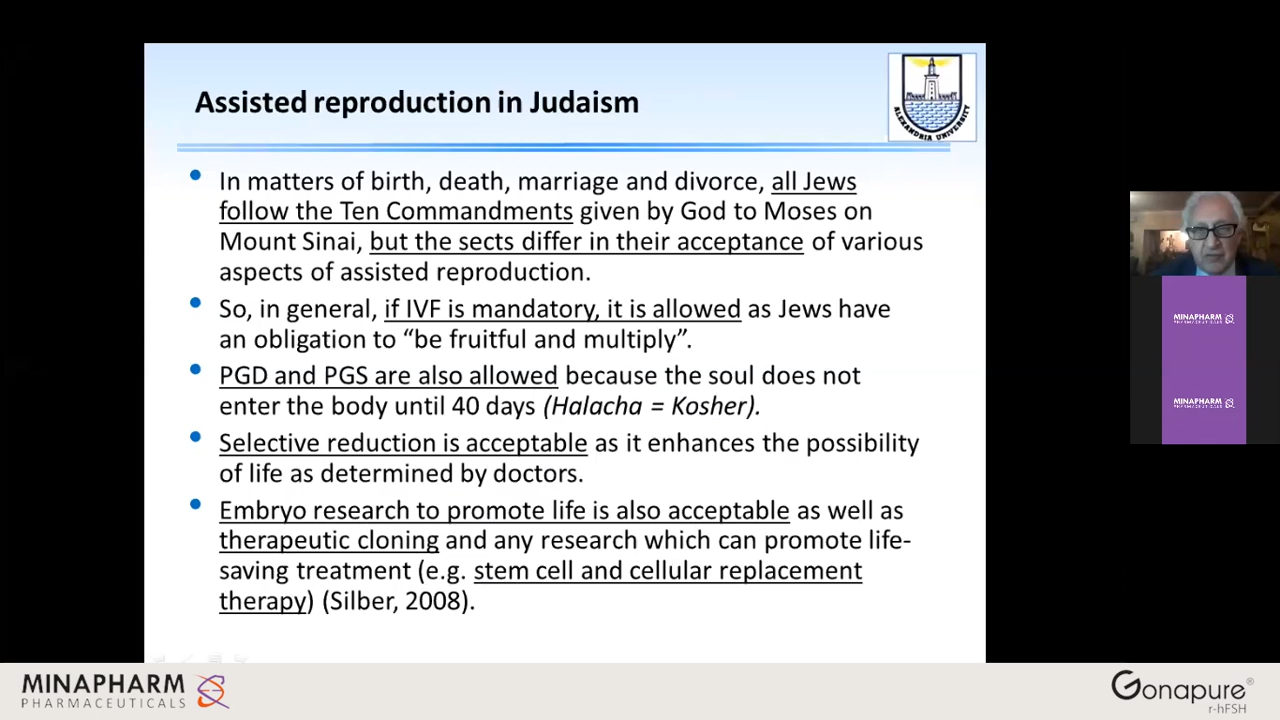 Assisted reproduction in Judaism
ALEXANDRIA UNIVERSITY
• In matters of birth, death, marriage and divorce, all Jews
follow the Ten Commandments given by God to Moses on
Mount Sinai, but the sects differ in their acceptance of various
aspects of assisted reproduction.
• So, in general, if IVF is mandatory, it is allowed as Jews have
an obligation to “be fruitful and multiply”.
• PGD and PGS are also allowed because the soul does not
enter the body until 40 days (Halacha = Kosher).
• Selective reduction is acceptable as it enhances the possibility
of life as determined by doctors.
• Embryo research to promote life is also acceptable as well as
therapeutic cloning and any research which can promote life-
saving treatment (e.g. stem cell and cellular replacement
therapy) (Silber, 2008).
MINAPHARM
PHARMACEUTICALS
MINAPHARM
PHARMACEUTICALS
MINAPHARM
PHARMACEUTICALS
Gonapure®
r-hFSH